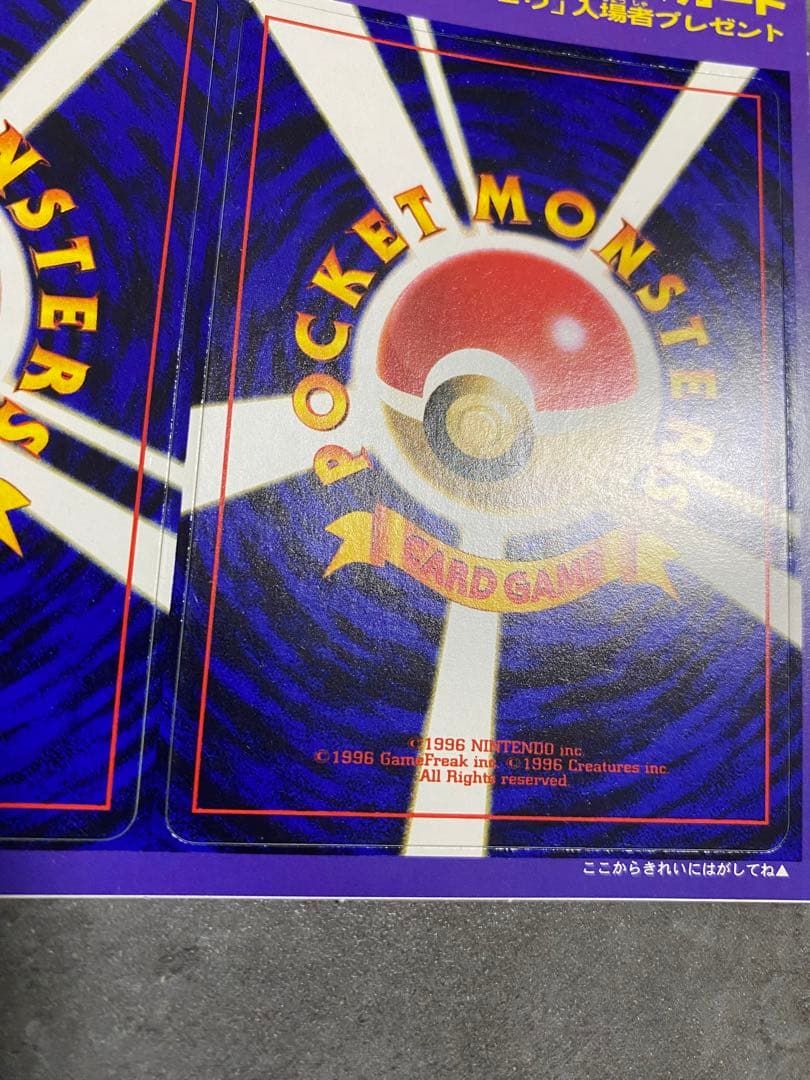 」入場者プレゼント
NSTERS
POCKET MONSTERS
CARD GAME
©1996 NINTENDO inc.
©1996 GameFreak inc. ©1996 Creatures inc.
All Rights reserved.
ここからきれいにはがしてね▲